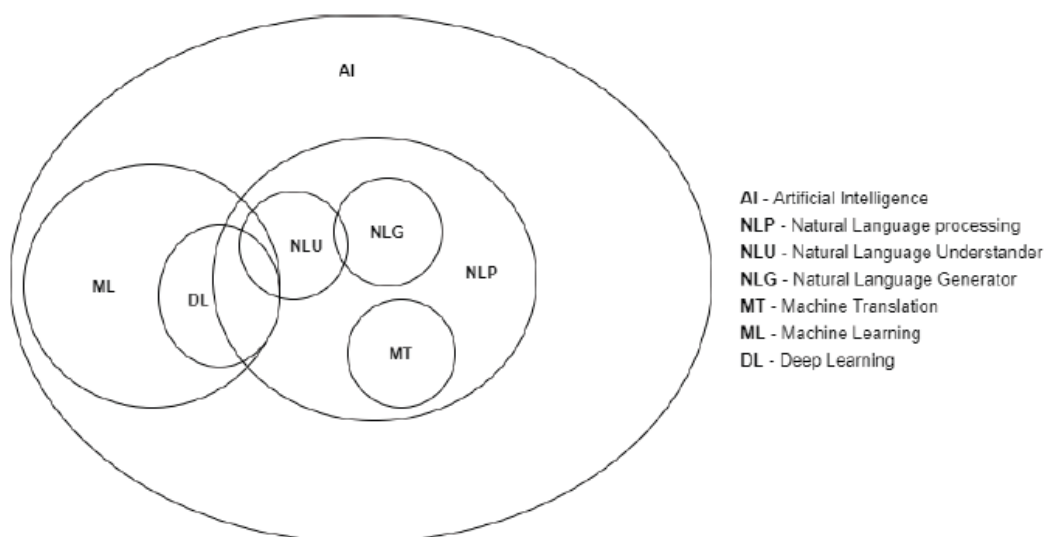 AI
ML
DL
NLU
NLG
NLP
MT
AI - Artificial Intelligence
NLP - Natural Language processing
NLU - Natural Language Understander
NLG - Natural Language Generator
MT - Machine Translation
ML - Machine Learning
DL - Deep Learning